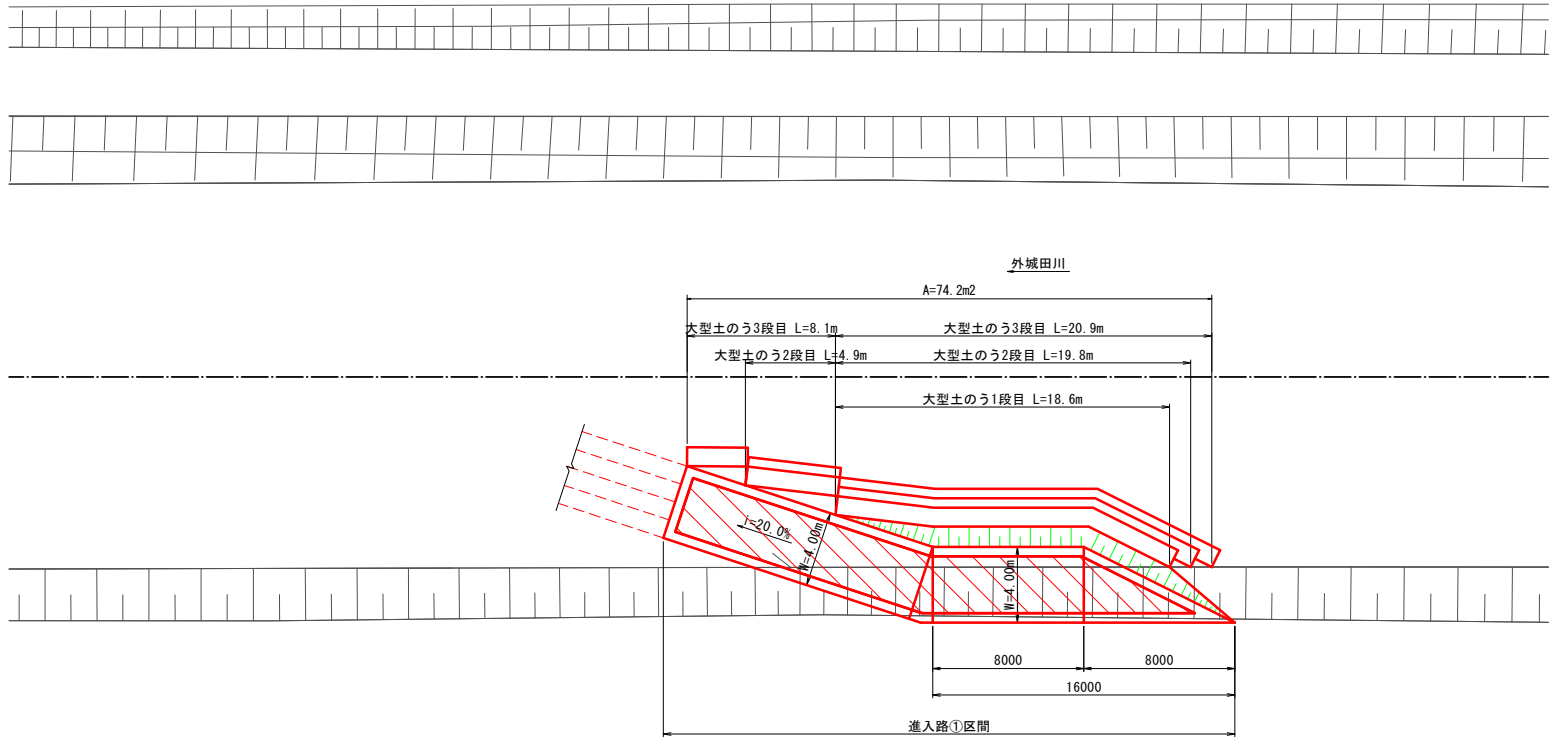 外城田川
A=74.2m2
大型土のう3段目 L=8.1m
大型土のう3段目 L=20.9m
大型土のう2段目 L=4.9m
大型土のう2段目 L=19.8m
大型土のう1段目 L=18.6m
i=20.0%
W=4.00m
W=4.00m
8000
8000
16000
進入路①区間